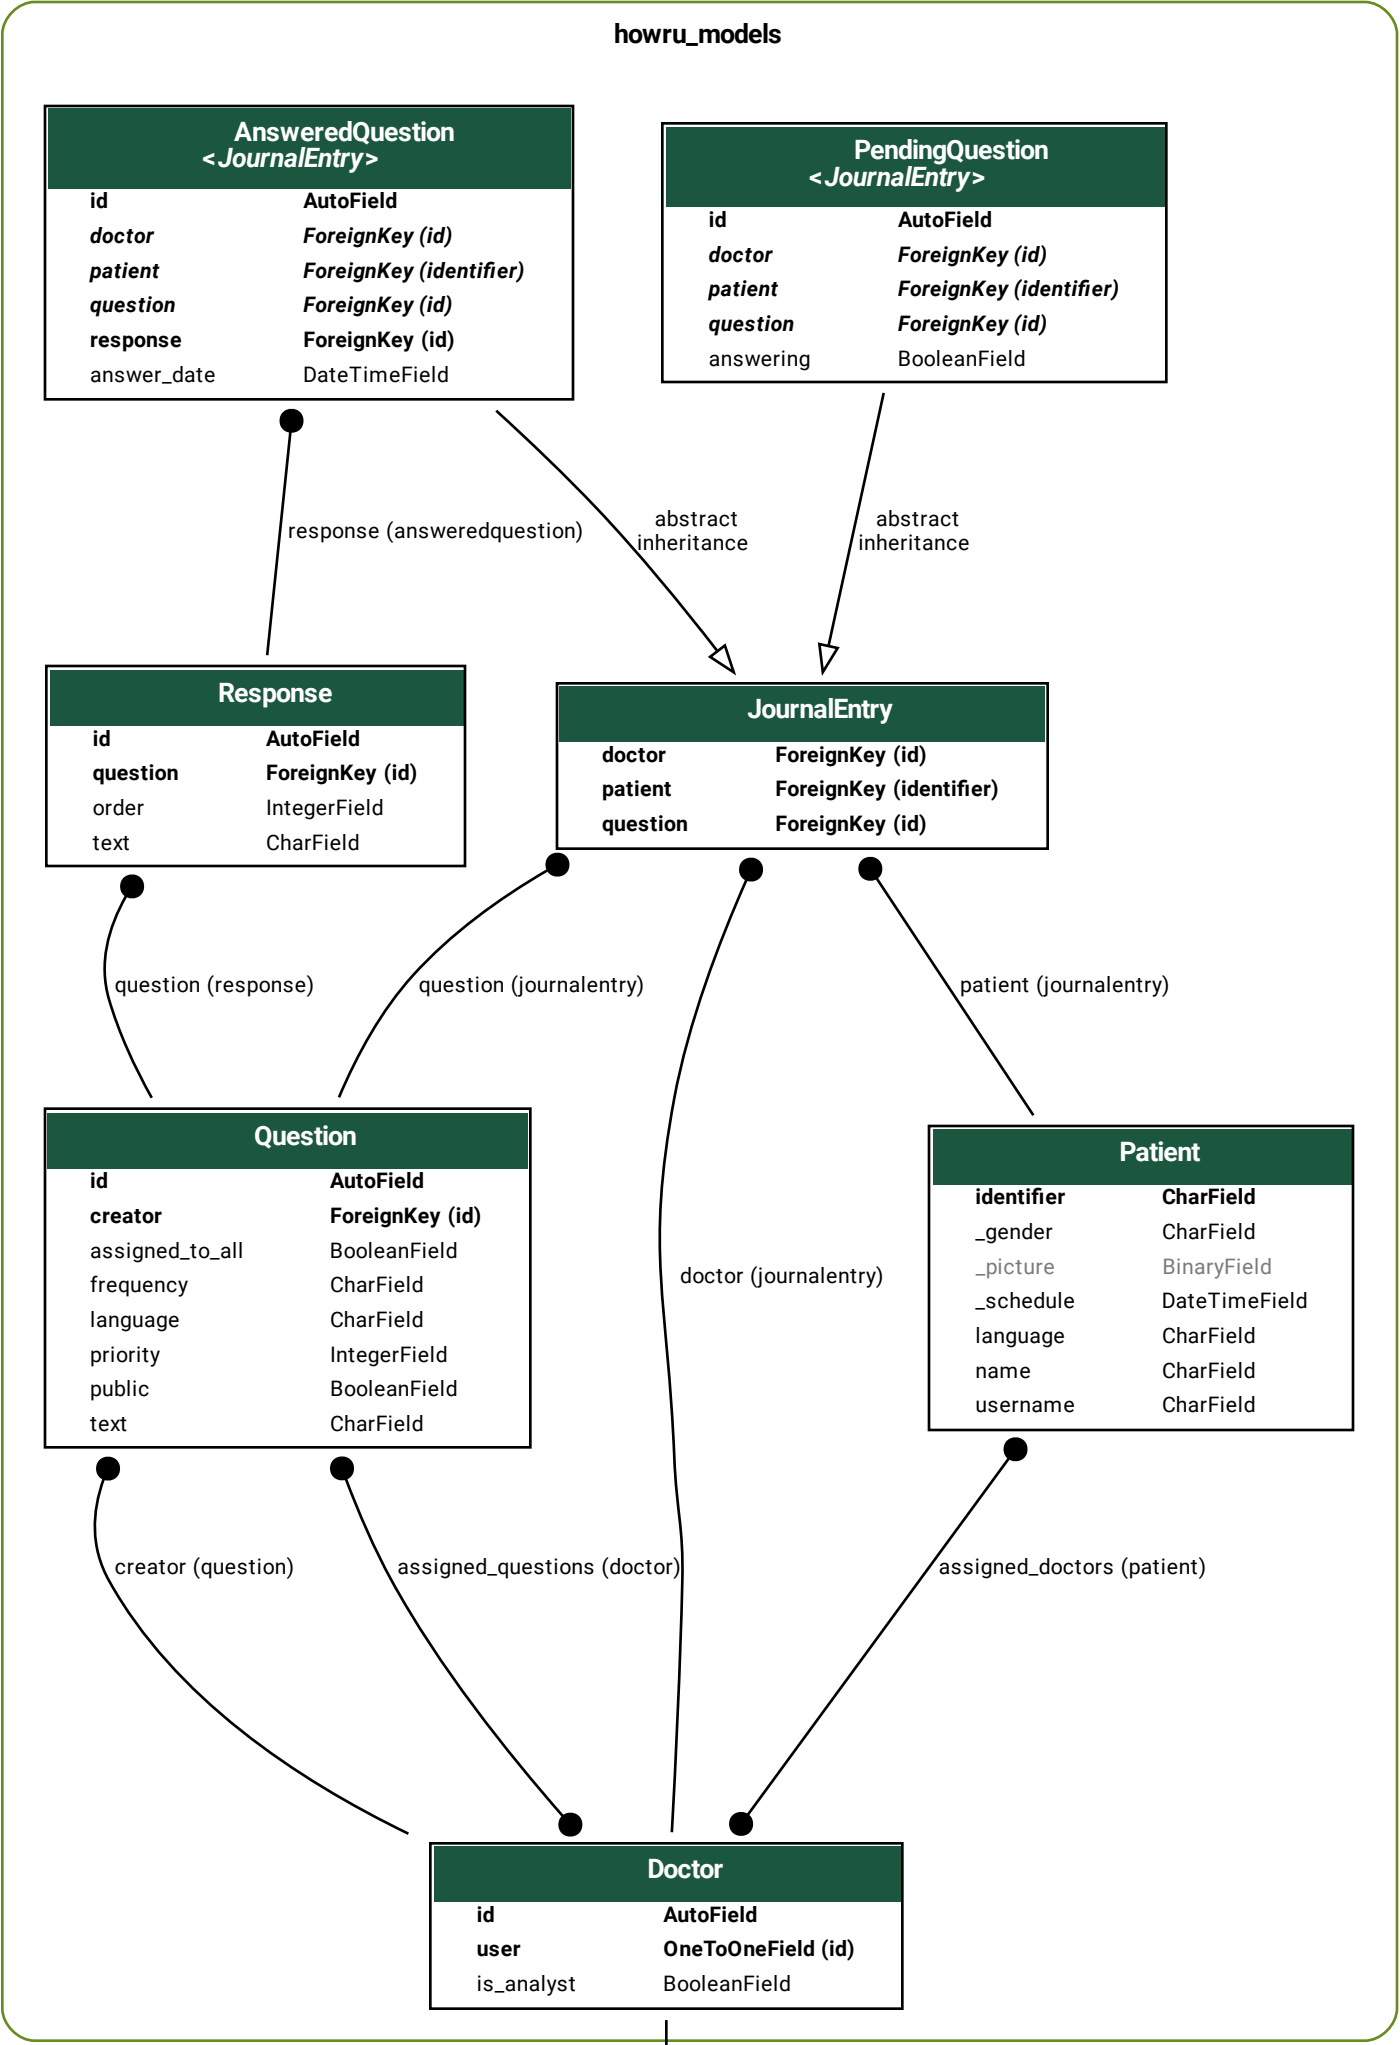 howru_models
AnsweredQuestion
<JournalEntry>
id AutoField
doctor ForeignKey (id)
patient ForeignKey (identifier)
question ForeignKey (id)
response ForeignKey (id)
answer_date DateTimeField
PendingQuestion
<JournalEntry>
id AutoField
doctor ForeignKey (id)
patient ForeignKey (identifier)
question ForeignKey (id)
answering BooleanField
response (answeredquestion)
abstract
inheritance
abstract
inheritance
Response
id AutoField
question ForeignKey (id)
order IntegerField
text CharField
JournalEntry
doctor ForeignKey (id)
patient ForeignKey (identifier)
question ForeignKey (id)
question (response)
question (journalentry)
patient (journalentry)
Question
id AutoField
creator ForeignKey (id)
assigned_to_all BooleanField
frequency CharField
language CharField
priority IntegerField
public BooleanField
text CharField
doctor (journalentry)
Patient
identifier CharField
_gender CharField
_picture BinaryField
_schedule DateTimeField
language CharField
name CharField
username CharField
creator (question)
assigned_questions (doctor)
assigned_doctors (patient)
Doctor
id AutoField
user OneToOneField (id)
is_analyst BooleanField